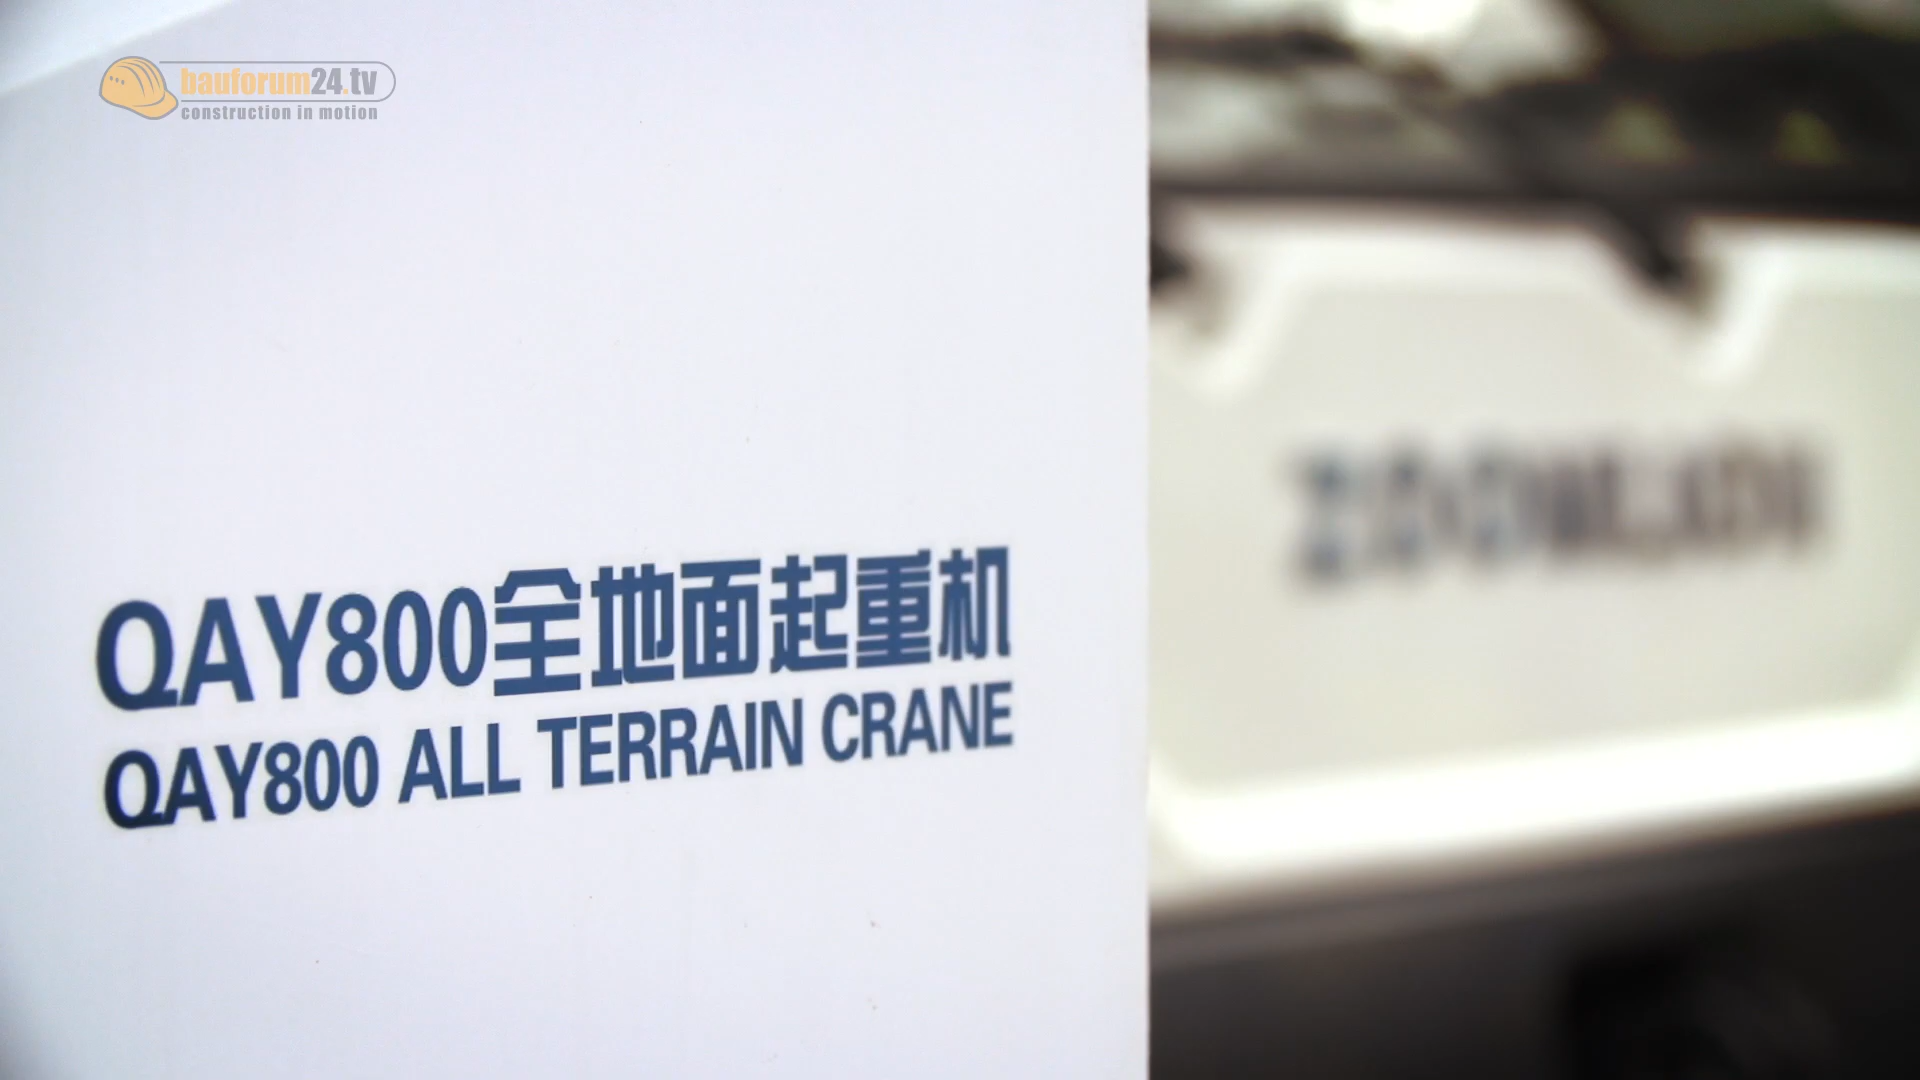 bauforum24.tv
construction in motion
QAY800全地面起重机
QAY800 ALL TERRAIN CRANE
ZOOMLION